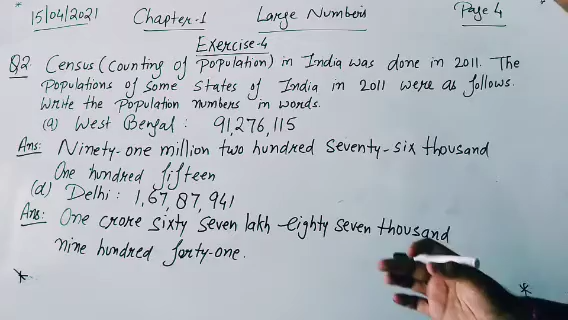 15/04/2021 Chapter-1 Large Numbers Page 4
Exercise-4
Q2. Census (counting of population) in India was done in 2011. The
populations of some states of India in 2011 were as follows.
Write the population numbers in words.
(a) West Bengal : 91,276,115
Ans: Ninety-one million two hundred seventy-six thousand
One hundred fifteen
(d) Delhi : 1,67,87,941
Ans: One crore sixty seven lakh eighty seven thousand
nine hundred forty-one.